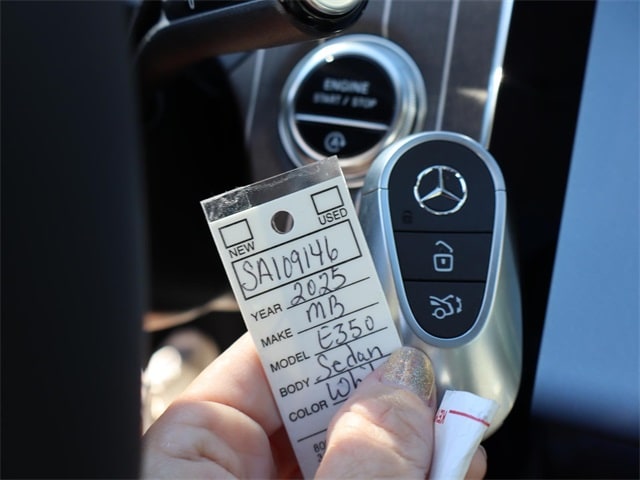 ENGINE
START / STOP
NEW
USED
SA109146
YEAR 2025
MAKE MB
MODEL E350
BODY Sedan
COLOR